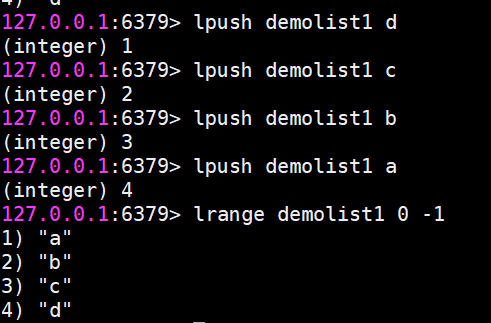 4) "d"
127.0.0.1:6379> lpush demolist1 d
(integer) 1
127.0.0.1:6379> lpush demolist1 c
(integer) 2
127.0.0.1:6379> lpush demolist1 b
(integer) 3
127.0.0.1:6379> lpush demolist1 a
(integer) 4
127.0.0.1:6379> lrange demolist1 0 -1
1) "a"
2) "b"
3) "c"
4) "d"